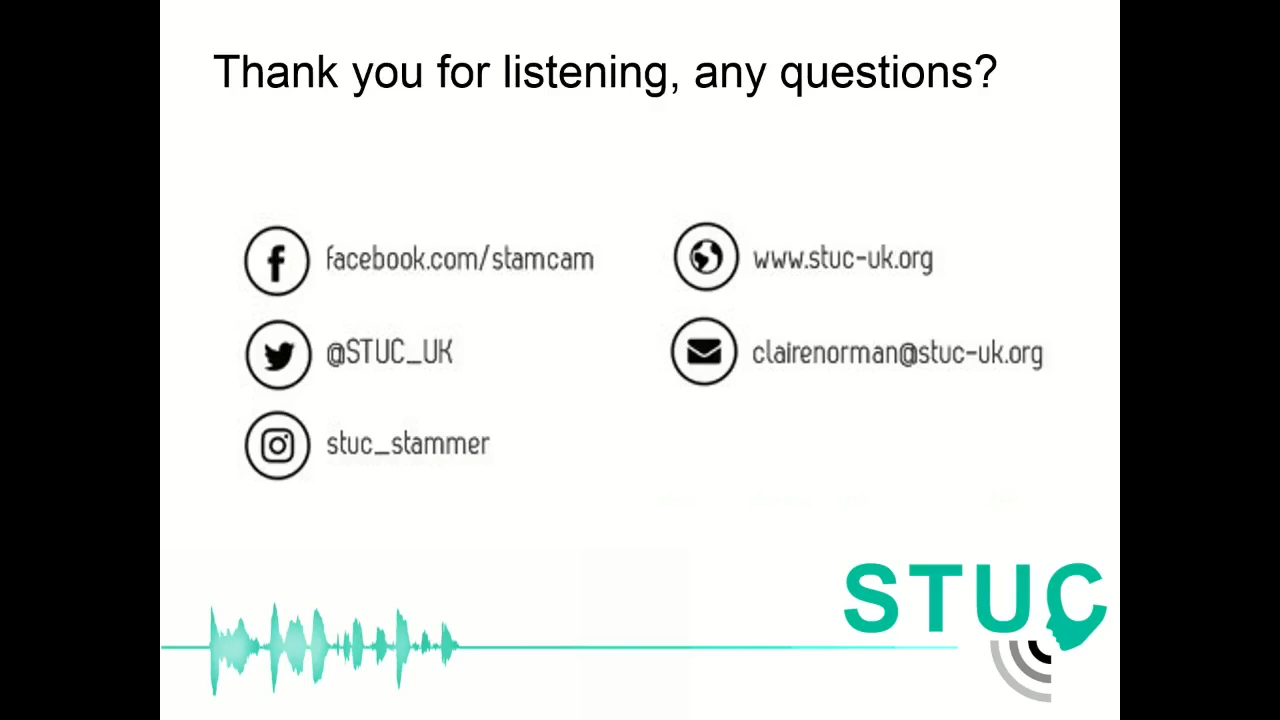 Thank you for listening, any questions?
facebook.com/stamcam
@STUC_UK
stuc_stammer
www.stuc-uk.org
clairenorman@stuc-uk.org
STUC